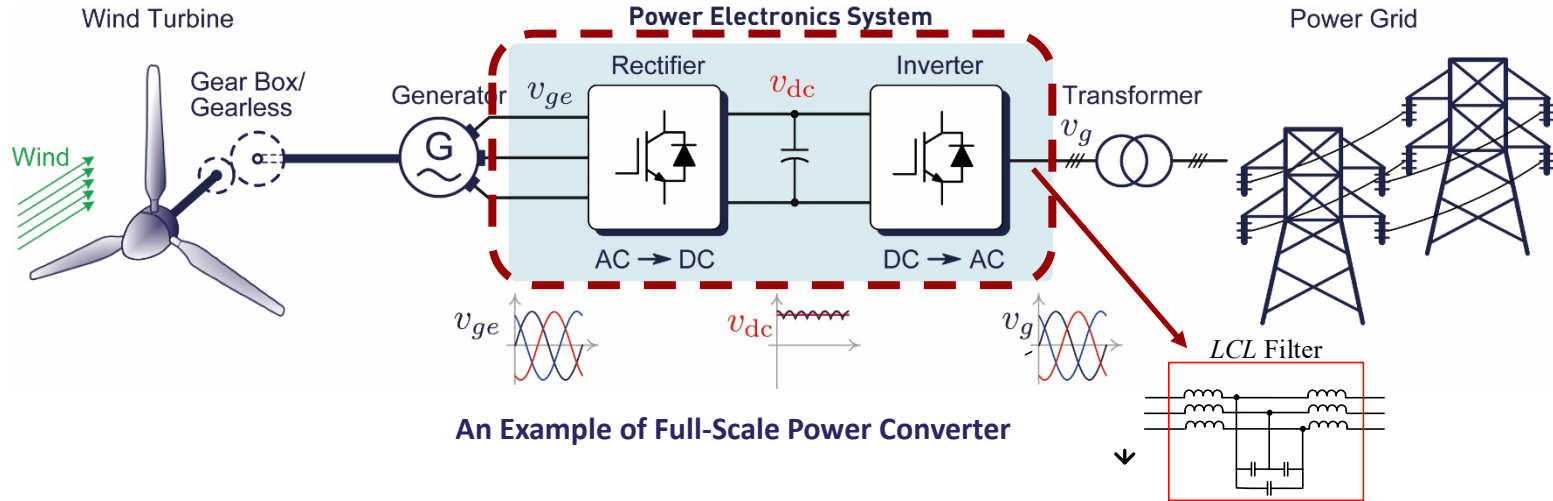 Wind Turbine
Power Electronics System
Power Grid
Gear Box/
Gearless
Generator
v_ge
Rectifier
v_dc
Inverter
Transformer
v_g
Wind
G
AC → DC
DC → AC
v_ge
v_dc
v_g
LCL Filter
An Example of Full-Scale Power Converter